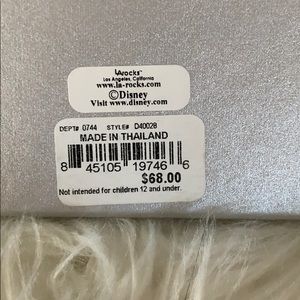 LArocks™
Los Angeles, California
www.la-rocks.com
©Disney
Visit www.disney.com
DEPT# 0744 STYLE# D40028
MADE IN THAILAND
8 45105 19746 6
$68.00
Not intended for children 12 and under.